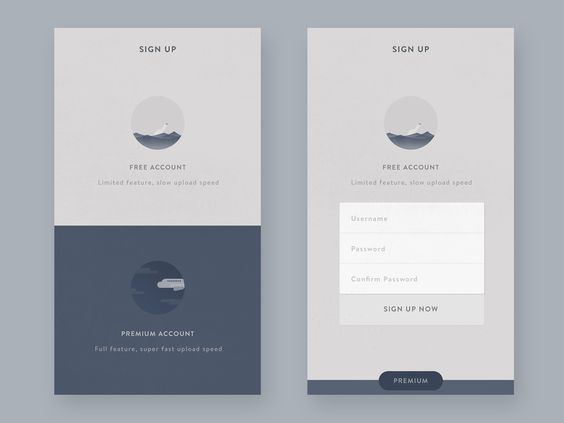 SIGN UP
FREE ACCOUNT
Limited feature, slow upload speed
PREMIUM ACCOUNT
Full feature, super fast upload speed
SIGN UP
FREE ACCOUNT
Limited feature, slow upload speed
Username
Password
Confirm Password
SIGN UP NOW
PREMIUM